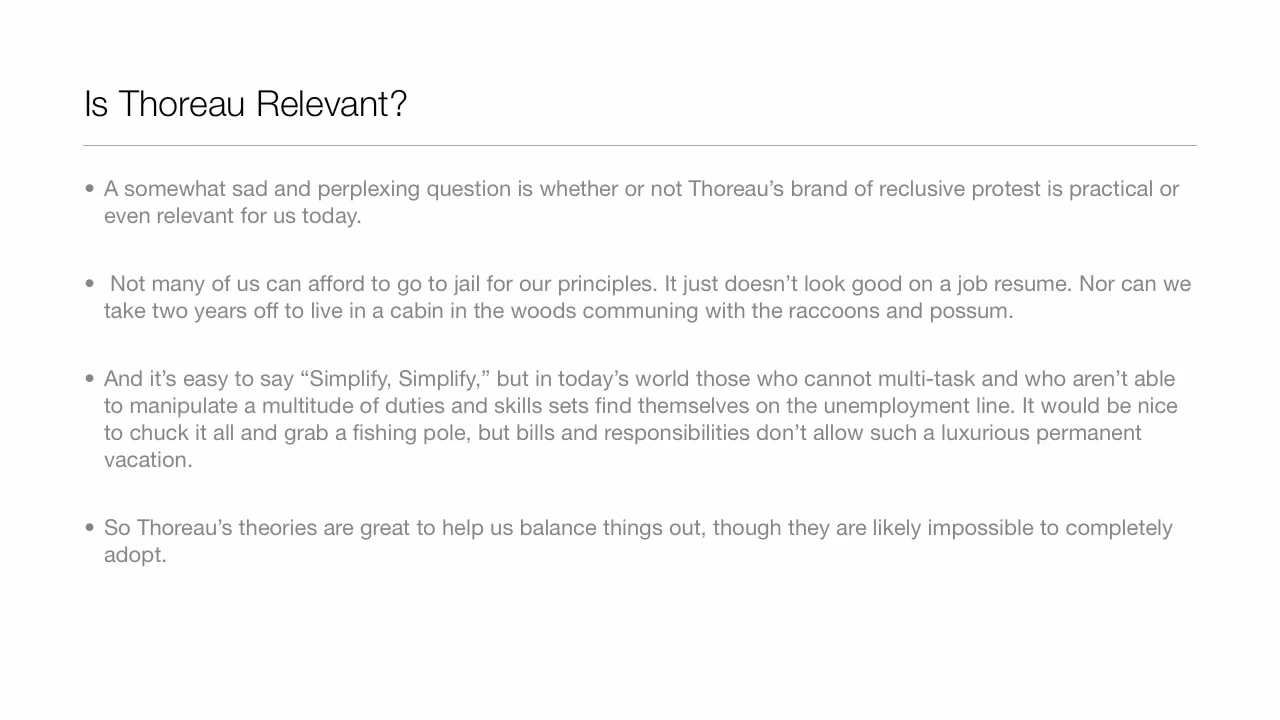 Is Thoreau Relevant?
• A somewhat sad and perplexing question is whether or not Thoreau’s brand of reclusive protest is practical or
even relevant for us today.
• Not many of us can afford to go to jail for our principles. It just doesn’t look good on a job resume. Nor can we
take two years off to live in a cabin in the woods communing with the raccoons and possum.
• And it’s easy to say “Simplify, Simplify,” but in today’s world those who cannot multi-task and who aren’t able
to manipulate a multitude of duties and skills sets find themselves on the unemployment line. It would be nice
to chuck it all and grab a fishing pole, but bills and responsibilities don’t allow such a luxurious permanent
vacation.
• So Thoreau’s theories are great to help us balance things out, though they are likely impossible to completely
adopt.